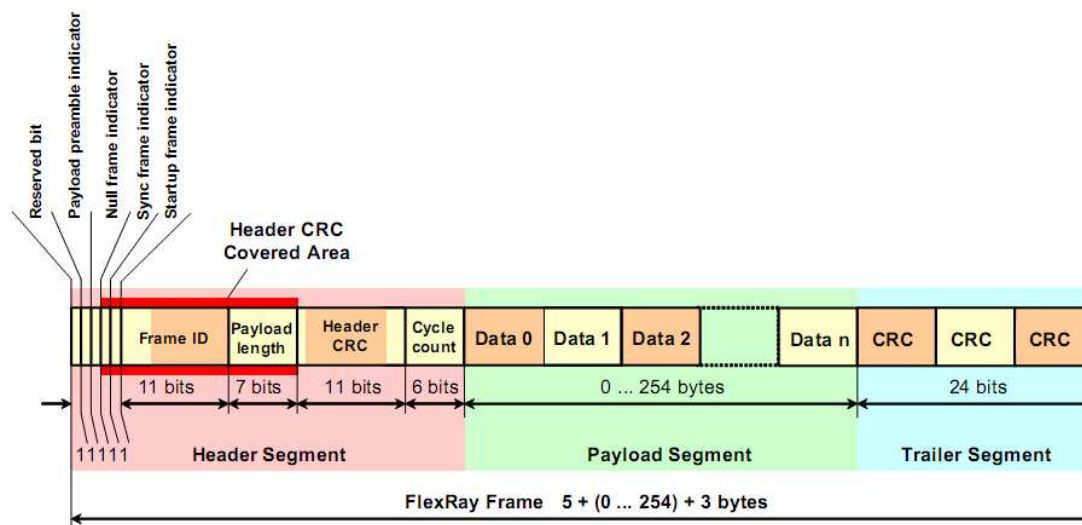 Reserved bit
Payload preamble indicator
Null frame indicator
Sync frame indicator
Startup frame indicator
Header CRC
Covered Area
Frame ID
Payload
length
Header
CRC
Cycle
count
Data 0
Data 1
Data 2
Data n
CRC
CRC
CRC
11 bits
7 bits
11 bits
6 bits
0 ... 254 bytes
24 bits
11111
Header Segment
Payload Segment
Trailer Segment
FlexRay Frame 5 + (0 ... 254) + 3 bytes